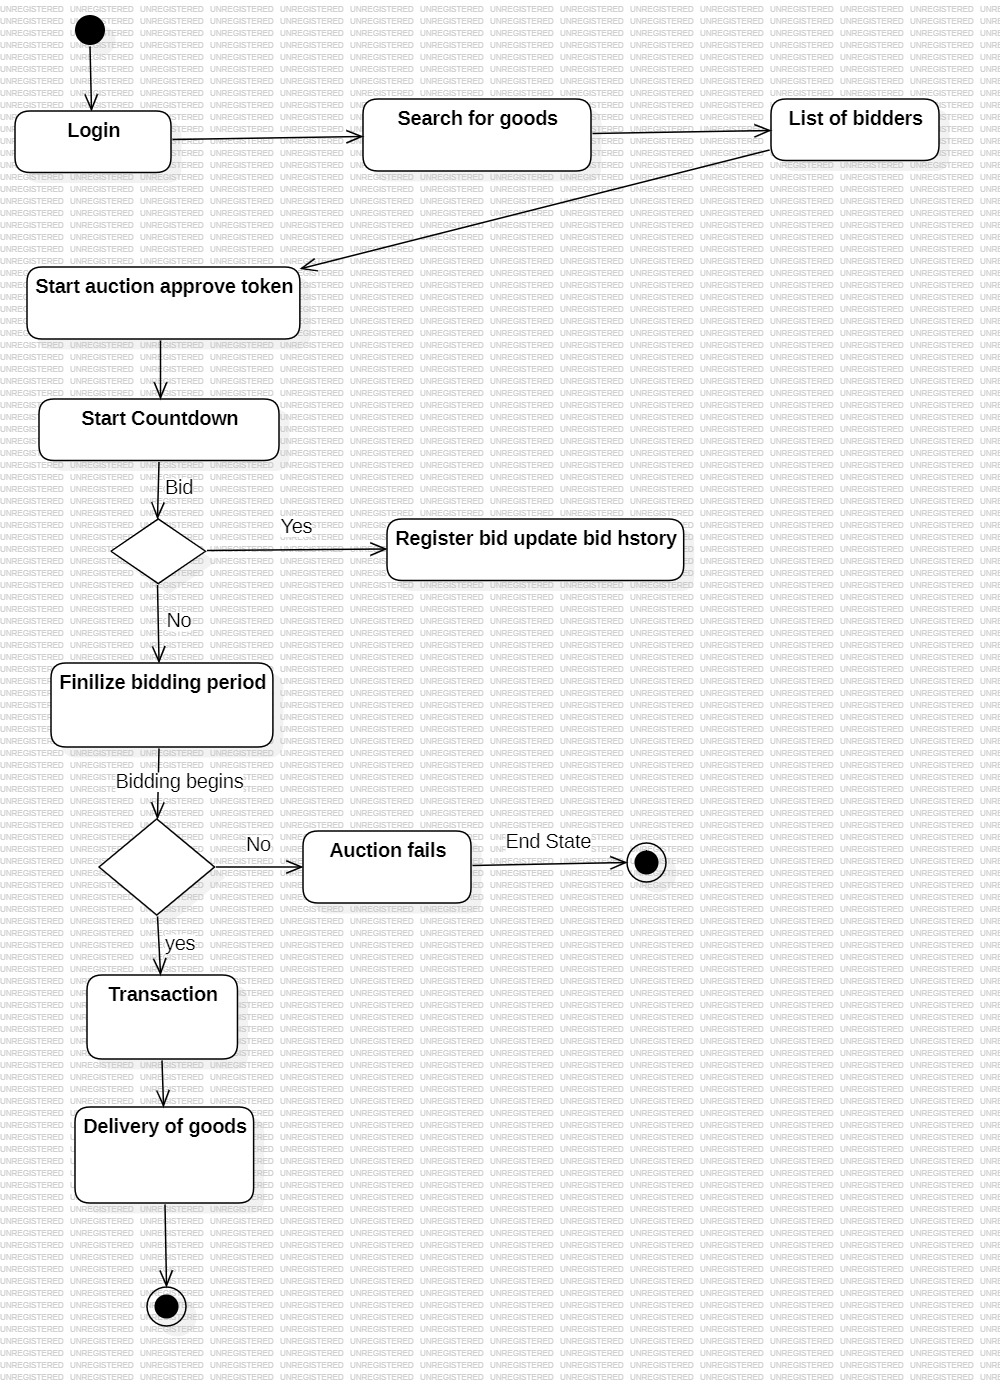 Login
Search for goods
List of bidders
Start auction approve token
Start Countdown
Bid
Yes
Register bid update bid hstory
No
Finilize bidding period
Bidding begins
No
Auction fails
End State
yes
Transaction
Delivery of goods
UNREGISTERED